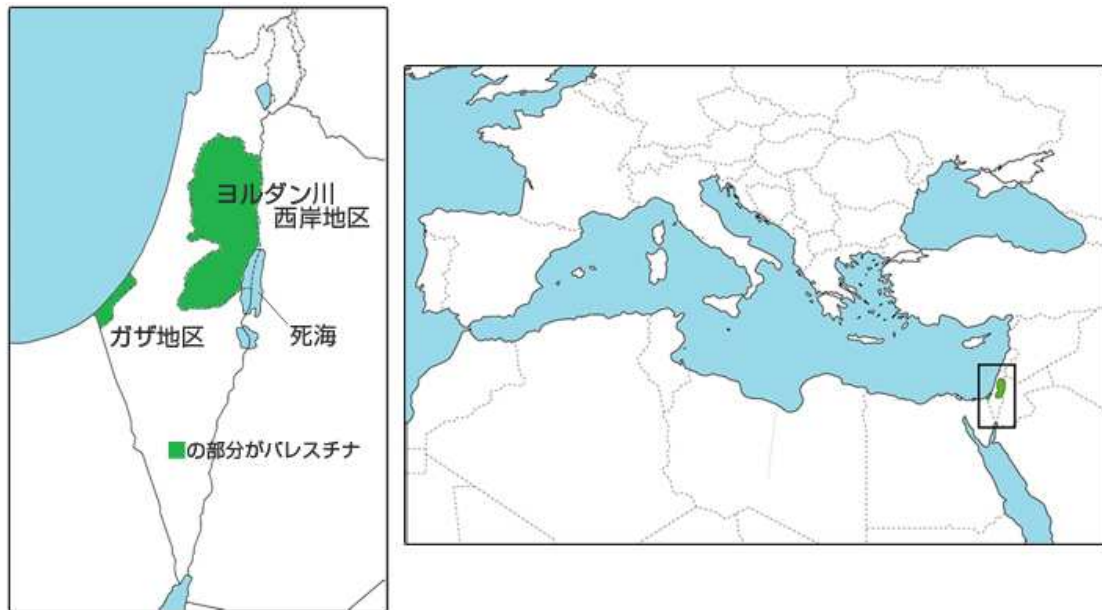 ヨルダン川
西岸地区
ガザ地区
死海
の部分がパレスチナ